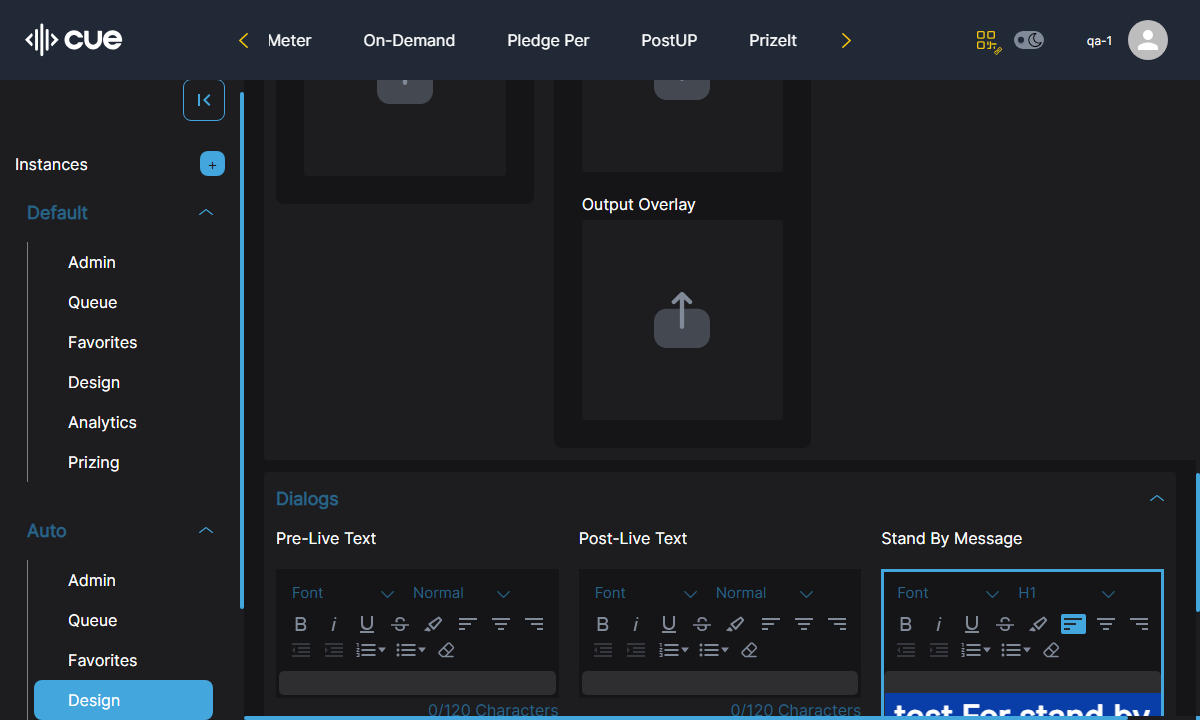 cue
Meter On-Demand Pledge Per PostUP PrizeIt
qa-1
Instances
+
Default
Admin
Queue
Favorites
Design
Analytics
Prizing
Auto
Admin
Queue
Favorites
Design
Output Overlay
Dialogs
Pre-Live Text
Font Normal
B i U S
0/120 Characters
Post-Live Text
Font Normal
B i U S
0/120 Characters
Stand By Message
Font H1
B i U S
test For stand by